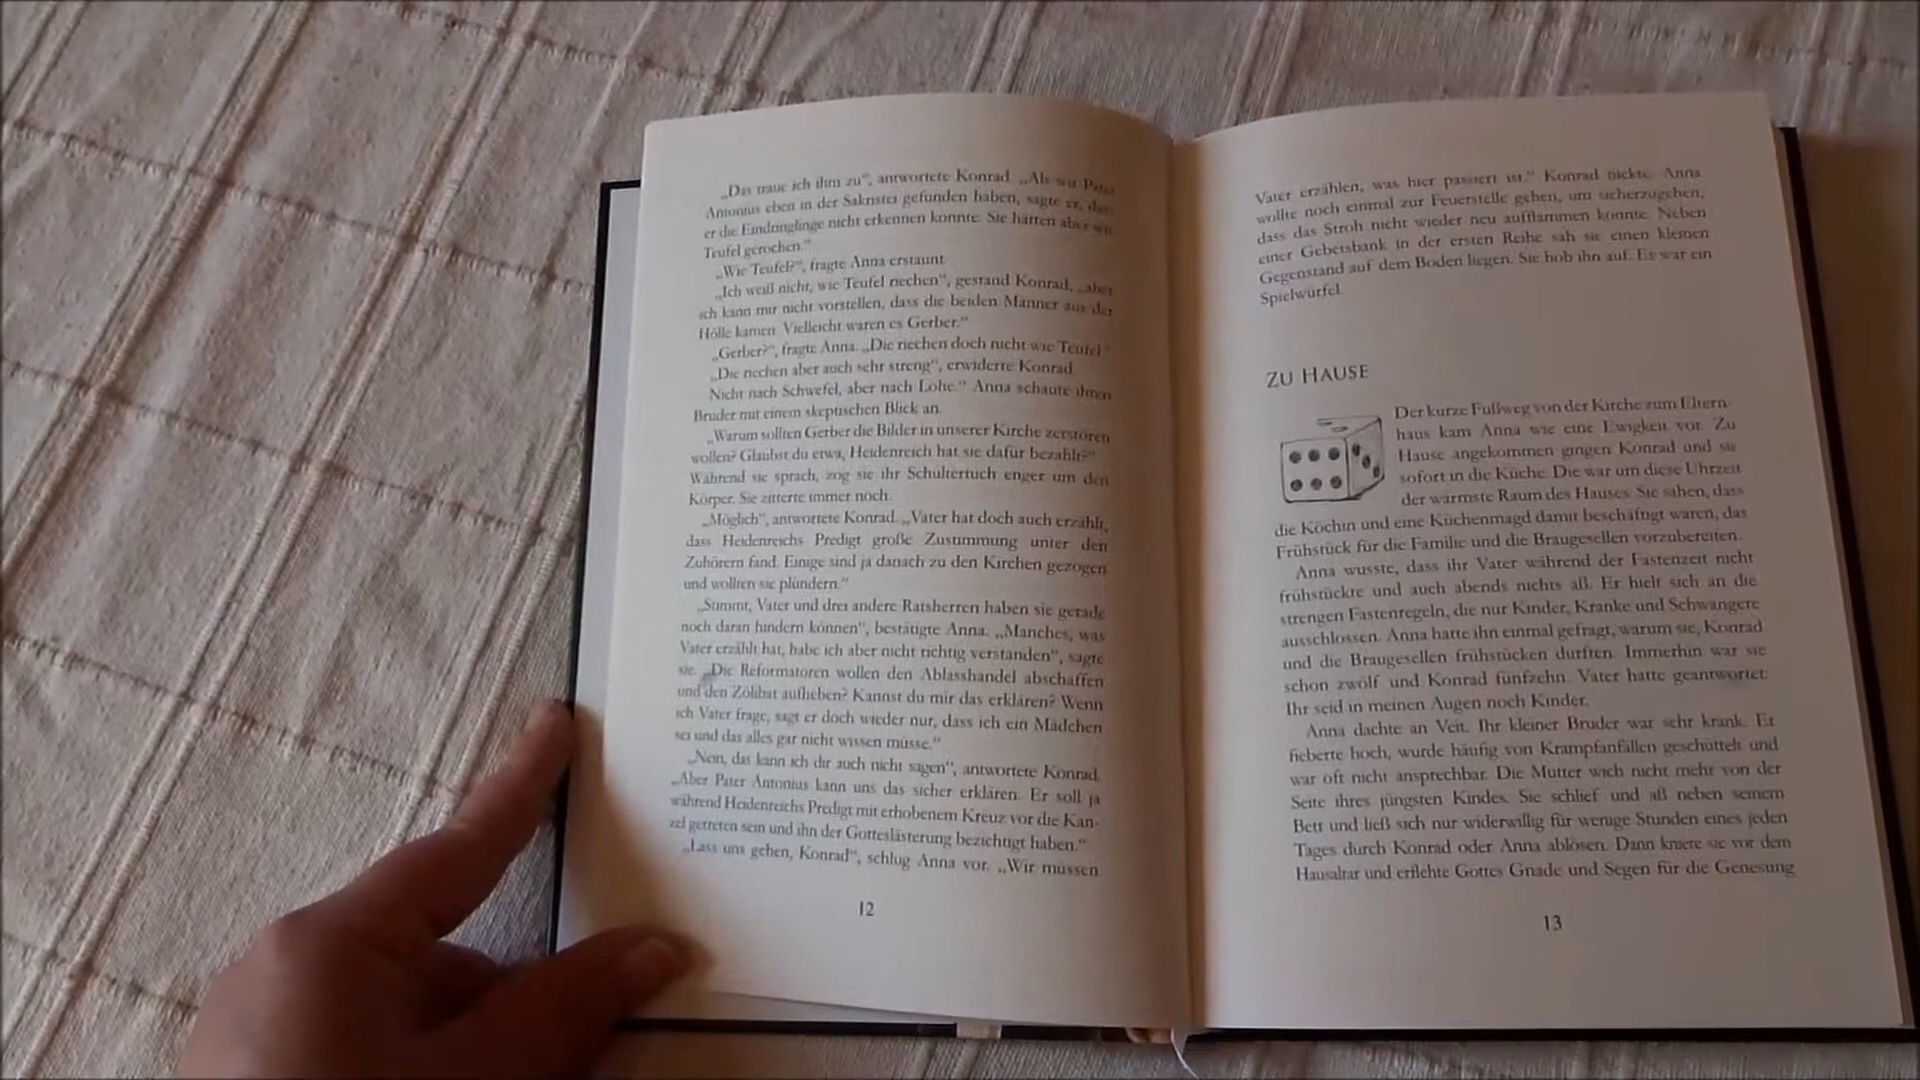 „Das traue ich ihm zu“, antwortete Konrad. „Als wir Pater
Antonius eben in der Sakristei gefunden haben, sagte er, dass
er die Eindringlinge nicht erkennen konnte. Sie hätten aber wie
Teufel gerochen.“
„Wie Teufel?“, fragte Anna erstaunt.
„Ich weiß nicht, wie Teufel riechen“, gestand Konrad, „aber
ich kann mir nicht vorstellen, dass die beiden Männer aus der
Hölle kamen. Vielleicht waren es Gerber.“
„Gerber?“, fragte Anna. „Die riechen doch nicht wie Teufel.“
„Die riechen aber auch sehr streng“, erwiderte Konrad.
Nicht nach Schwefel, aber nach Lohe.“ Anna schaute ihren
Bruder mit einem skeptischen Blick an.
„Warum sollten Gerber die Bilder in unserer Kirche zerstören
wollen? Glaubst du etwa, Heidenreich hat sie dafür bezahlt?“
Während sie sprach, zog sie ihr Schultertuch enger um den
Körper. Sie zitterte immer noch.
„Möglich“, antwortete Konrad. „Vater hat doch auch erzählt,
dass Heidenreichs Predigt große Zustimmung unter den
Zuhörern fand. Einige sind ja danach zu den Kirchen gezogen
und wollten sie plündern.“
„Stimmt, Vater und drei andere Ratsherren haben sie gerade
noch daran hindern können“, bestätigte Anna. „Manches, was
Vater erzählt hat, habe ich aber nicht richtig verstanden“, sagte
sie. „Die Reformatoren wollen den Ablasshandel abschaffen
und den Zölibat aufheben? Kannst du mir das erklären? Wenn
ich Vater frage, sagt er doch wieder nur, dass ich ein Mädchen
sei und das alles gar nicht wissen müsse.“
„Nein, das kann ich dir auch nicht sagen“, antwortete Konrad.
„Aber Pater Antonius kann uns das sicher erklären. Er soll ja
während Heidenreichs Predigt mit erhobenem Kreuz vor die Kan-
zel getreten sein und ihn der Gotteslästerung bezichtigt haben.“
„Lass uns gehen, Konrad“, schlug Anna vor. „Wir müssen
12
Vater erzählen, was hier passiert ist.“ Konrad nickte. Anna
wollte noch einmal zur Feuerstelle gehen, um sicherzugehen,
dass das Stroh nicht wieder neu aufflammen konnte. Neben
einer Gebetsbank in der ersten Reihe sah sie einen kleinen
Gegenstand auf dem Boden liegen. Sie hob ihn auf. Es war ein
Spielwürfel.
ZU HAUSE
Der kurze Fußweg von der Kirche zum Eltern-
haus kam Anna wie eine Ewigkeit vor. Zu
Hause angekommen gingen Konrad und sie
sofort in die Küche. Die war um diese Uhrzeit
der wärmste Raum des Hauses. Sie sahen, dass
die Köchin und eine Küchenmagd damit beschäftigt waren, das
Frühstück für die Familie und die Braugesellen vorzubereiten.
Anna wusste, dass ihr Vater während der Fastenzeit nicht
frühstückte und auch abends nichts aß. Er hielt sich an die
strengen Fastenregeln, die nur Kinder, Kranke und Schwangere
ausschlossen. Anna hatte ihn einmal gefragt, warum sie, Konrad
und die Braugesellen frühstücken durften. Immerhin war sie
schon zwölf und Konrad fünfzehn. Vater hatte geantwortet:
Ihr seid in meinen Augen noch Kinder.
Anna dachte an Veit. Ihr kleiner Bruder war sehr krank. Er
fieberte hoch, wurde häufig von Krampfanfällen geschüttelt und
war oft nicht ansprechbar. Die Mutter wich nicht mehr von der
Seite ihres jüngsten Kindes. Sie schlief und aß neben seinem
Bett und ließ sich nur widerwillig für wenige Stunden eines jeden
Tages durch Konrad oder Anna ablösen. Dann kniete sie vor dem
Hausaltar und erflehte Gottes Gnade und Segen für die Genesung
13